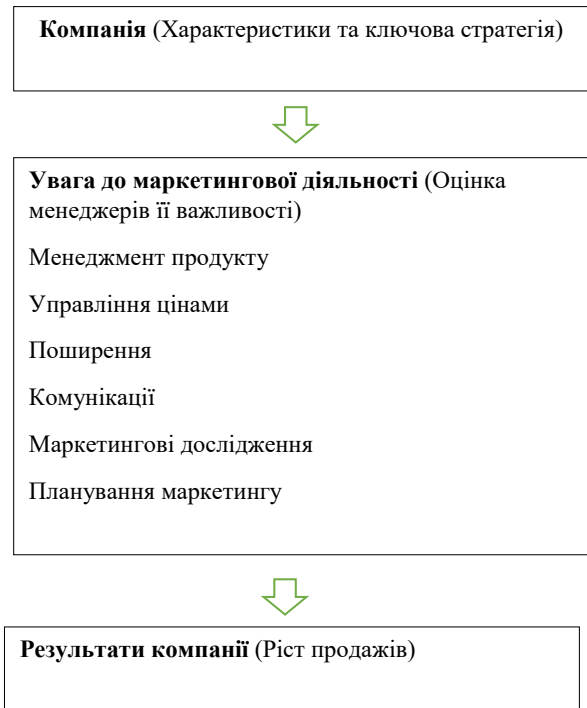 Компанія (Характеристики та ключова стратегія)
Увага до маркетингової діяльності (Оцінка
менеджерів її важливості)
Менеджмент продукту
Управління цінами
Поширення
Комунікації
Маркетингові дослідження
Планування маркетингу
Результати компанії (Ріст продажів)